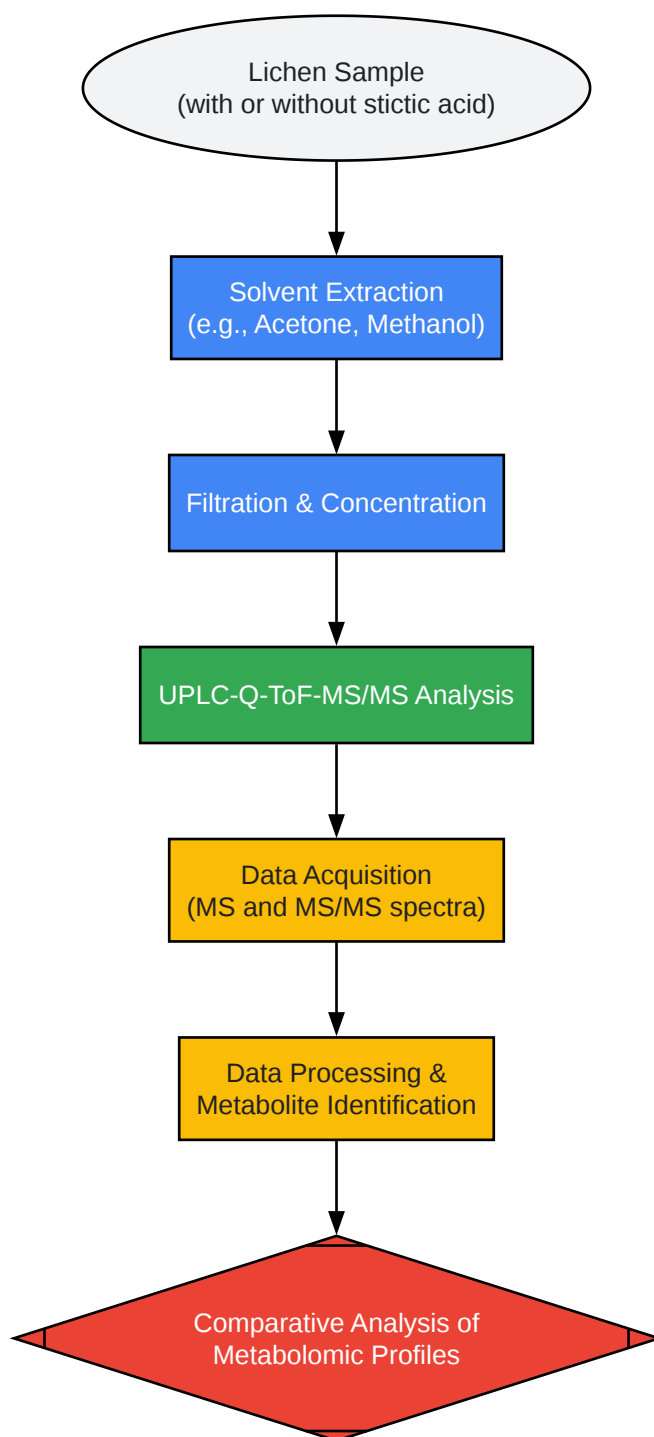 Lichen Sample
(with or without stictic acid)
Solvent Extraction
(e.g., Acetone, Methanol)
Filtration & Concentration
UPLC-Q-ToF-MS/MS Analysis
Data Acquisition
(MS and MS/MS spectra)
Data Processing &
Metabolite Identification
Comparative Analysis of
Metabolomic Profiles